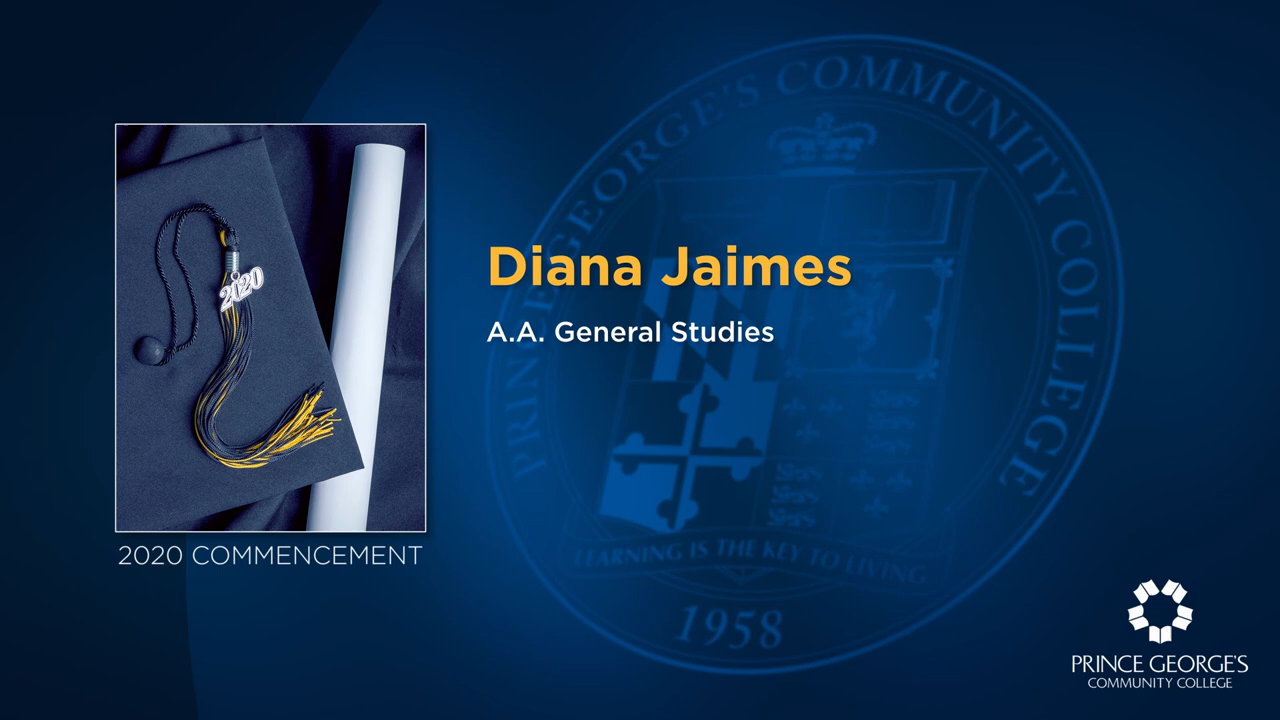 PRINCE GEORGE'S COMMUNITY COLLEGE
2020
Diana Jaimes
A.A. General Studies
2020 COMMENCEMENT
LEARNING IS THE KEY TO LIVING
1958
PRINCE GEORGE'S
COMMUNITY COLLEGE